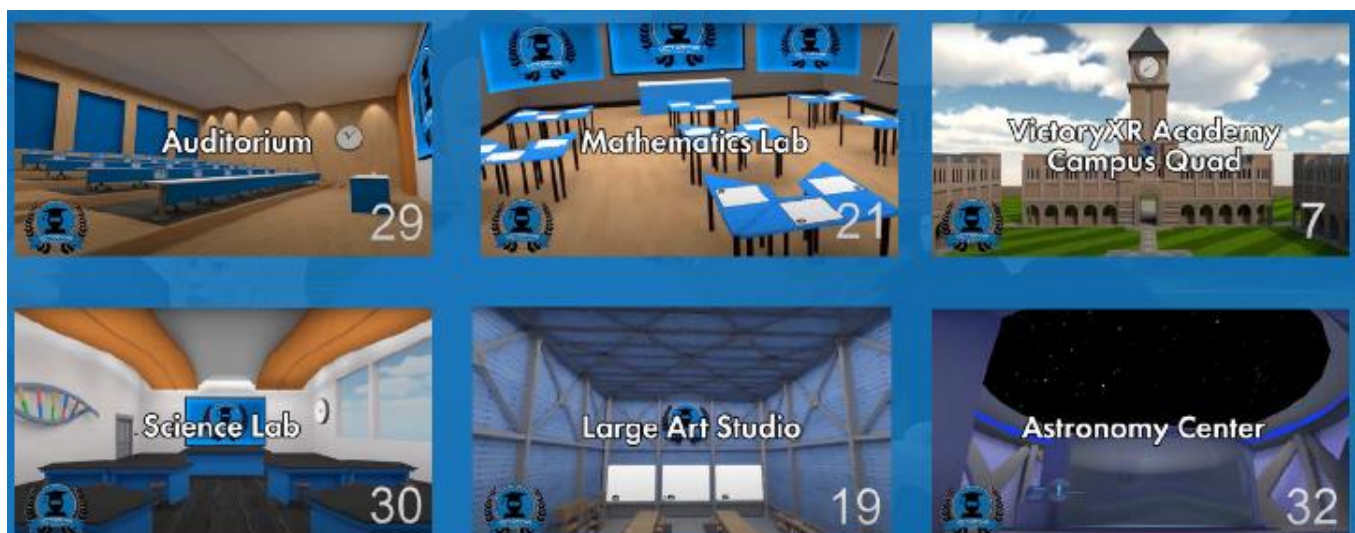 Auditorium
29
Mathematics Lab
21
VictoryXR Academy
Campus Quad
7
Science Lab
30
Large Art Studio
19
Astronomy Center
32